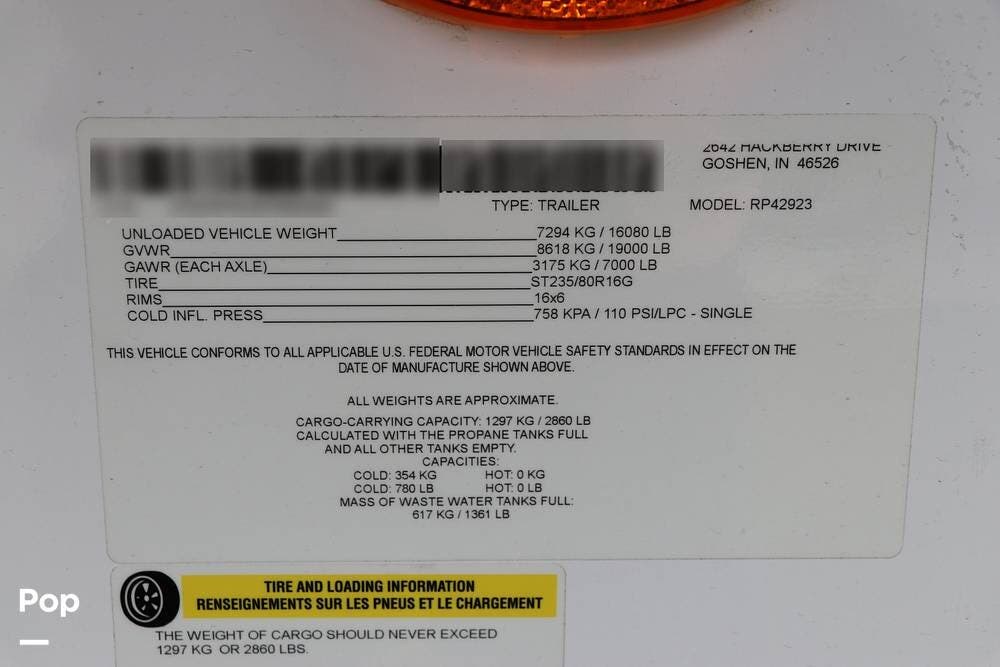 2642 HACKBERRY DRIVE
GOSHEN, IN 46526
TYPE: TRAILER MODEL: RP42923
UNLOADED VEHICLE WEIGHT 7294 KG / 16080 LB
GVWR 8618 KG / 19000 LB
GAWR (EACH AXLE) 3175 KG / 7000 LB
TIRE ST235/80R16G
RIMS 16x6
COLD INFL. PRESS 758 KPA / 110 PSI/LPC - SINGLE
THIS VEHICLE CONFORMS TO ALL APPLICABLE U.S. FEDERAL MOTOR VEHICLE SAFETY STANDARDS IN EFFECT ON THE
DATE OF MANUFACTURE SHOWN ABOVE.
ALL WEIGHTS ARE APPROXIMATE.
CARGO-CARRYING CAPACITY: 1297 KG / 2860 LB
CALCULATED WITH THE PROPANE TANKS FULL
AND ALL OTHER TANKS EMPTY.
CAPACITIES:
COLD: 354 KG HOT: 0 KG
COLD: 780 LB HOT: 0 LB
MASS OF WASTE WATER TANKS FULL:
617 KG / 1361 LB
TIRE AND LOADING INFORMATION
RENSEIGNEMENTS SUR LES PNEUS ET LE CHARGEMENT
THE WEIGHT OF CARGO SHOULD NEVER EXCEED
1297 KG OR 2860 LBS.
Pop